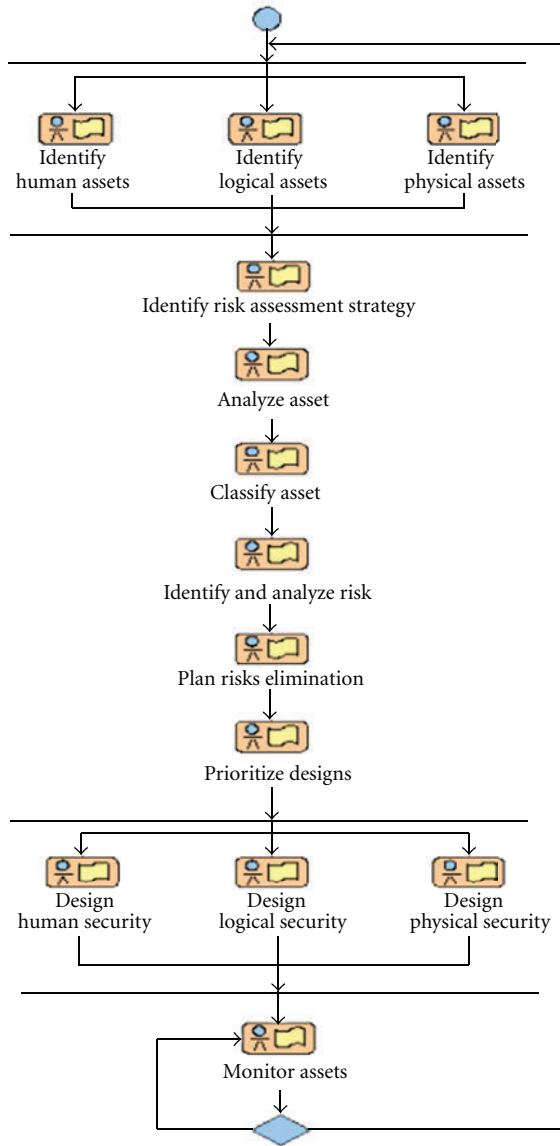 Identify
human assets
Identify
logical assets
Identify
physical assets
Identify risk assessment strategy
Analyze asset
Classify asset
Identify and analyze risk
Plan risks elimination
Prioritize designs
Design
human security
Design
logical security
Design
physical security
Monitor assets